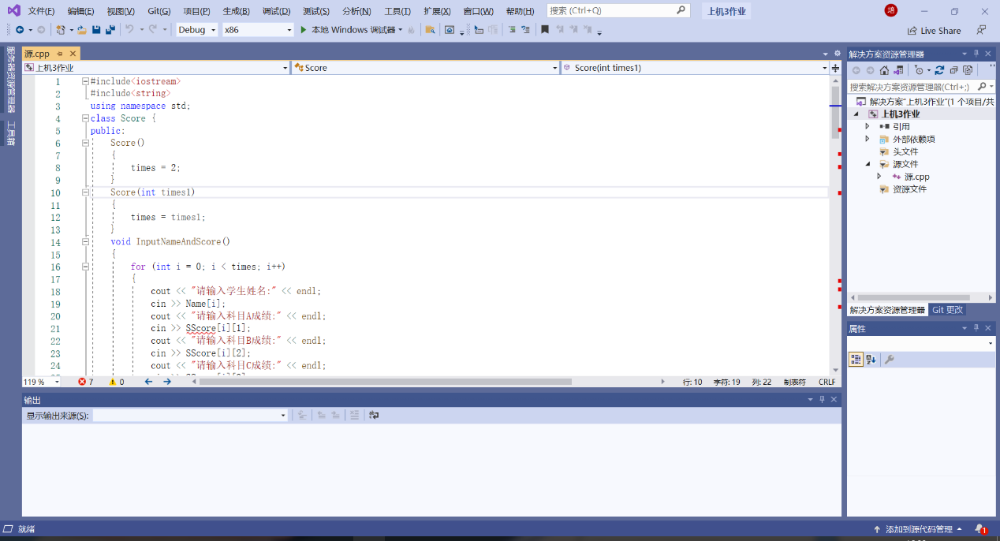 文件(F) 编辑(E) 视图(V) Git(G) 项目(P) 生成(B) 调试(D) 测试(S) 分析(N) 工具(T) 扩展(X) 窗口(W) 帮助(H) 搜索 (Ctrl+Q) 上机3作业 培
Debug x86 本地 Windows 调试器 Live Share
服务器资源管理器
工具箱
源.cpp
上机3作业 Score Score(int times1)
1 #include<iostream>
2 #include<string>
3 using namespace std;
4 class Score {
5 public:
6 Score()
7 {
8 times = 2;
9 }
10 Score(int times1)
11 {
12 times = times1;
13 }
14 void InputNameAndScore()
15 {
16 for (int i = 0; i < times; i++)
17 {
18 cout << "请输入学生姓名:" << endl;
19 cin >> Name[i];
20 cout << "请输入科目A成绩:" << endl;
21 cin >> SScore[i][1];
22 cout << "请输入科目B成绩:" << endl;
23 cin >> SScore[i][2];
24 cout << "请输入科目C成绩:" << endl;
119 % 7 0 行: 10 字符: 19 列: 22 制表符 CRLF
输出
显示输出来源(S):
解决方案资源管理器
搜索解决方案资源管理器(Ctrl+;)
解决方案"上机3作业"(1 个项目/共
上机3作业
引用
外部依赖项
头文件
源文件
源.cpp
资源文件
解决方案资源管理器 Git 更改
属性
就绪 添加到源代码管理 1